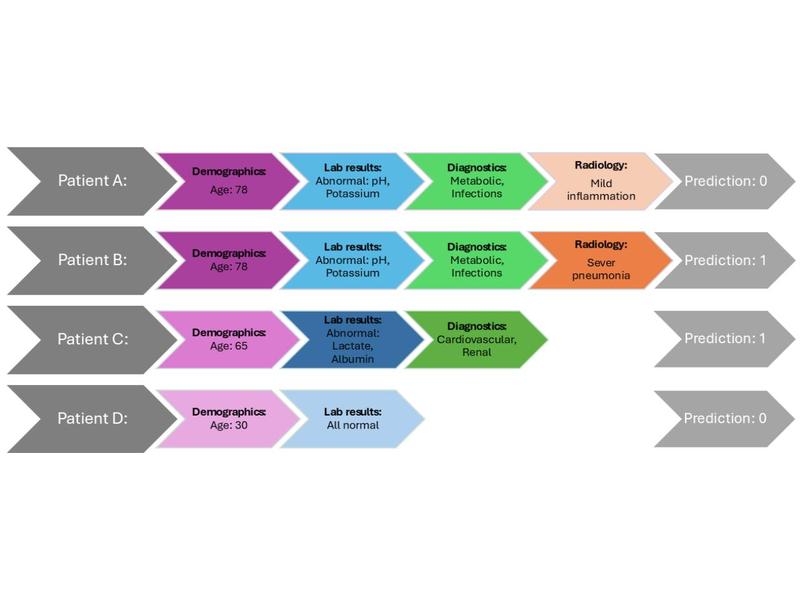 Patient A:
Demographics:
Age: 78
Lab results:
Abnormal: pH,
Potassium
Diagnostics:
Metabolic,
Infections
Radiology:
Mild
inflammation
Prediction: 0
Patient B:
Demographics:
Age: 78
Lab results:
Abnormal: pH,
Potassium
Diagnostics:
Metabolic,
Infections
Radiology:
Sever
pneumonia
Prediction: 1
Patient C:
Demographics:
Age: 65
Lab results:
Abnormal:
Lactate,
Albumin
Diagnostics:
Cardiovascular,
Renal
Prediction: 1
Patient D:
Demographics:
Age: 30
Lab results:
All normal
Prediction: 0